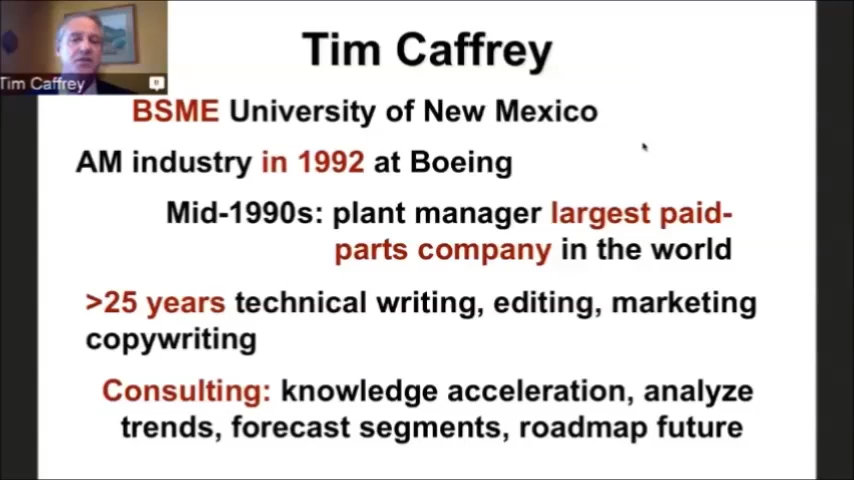 Tim Caffrey
Tim Caffrey
BSME University of New Mexico
AM industry in 1992 at Boeing
Mid-1990s: plant manager largest paid-
parts company in the world
>25 years technical writing, editing, marketing
copywriting
Consulting: knowledge acceleration, analyze
trends, forecast segments, roadmap future